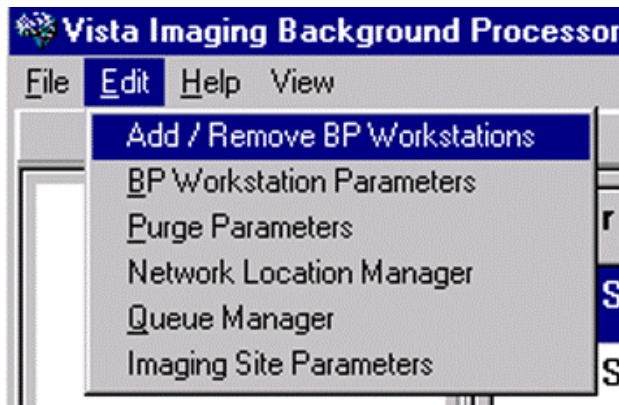 Vista Imaging Background Processor
File Edit Help View
Add / Remove BP Workstations
BP Workstation Parameters
Purge Parameters
Network Location Manager
Queue Manager
Imaging Site Parameters
r
S
S